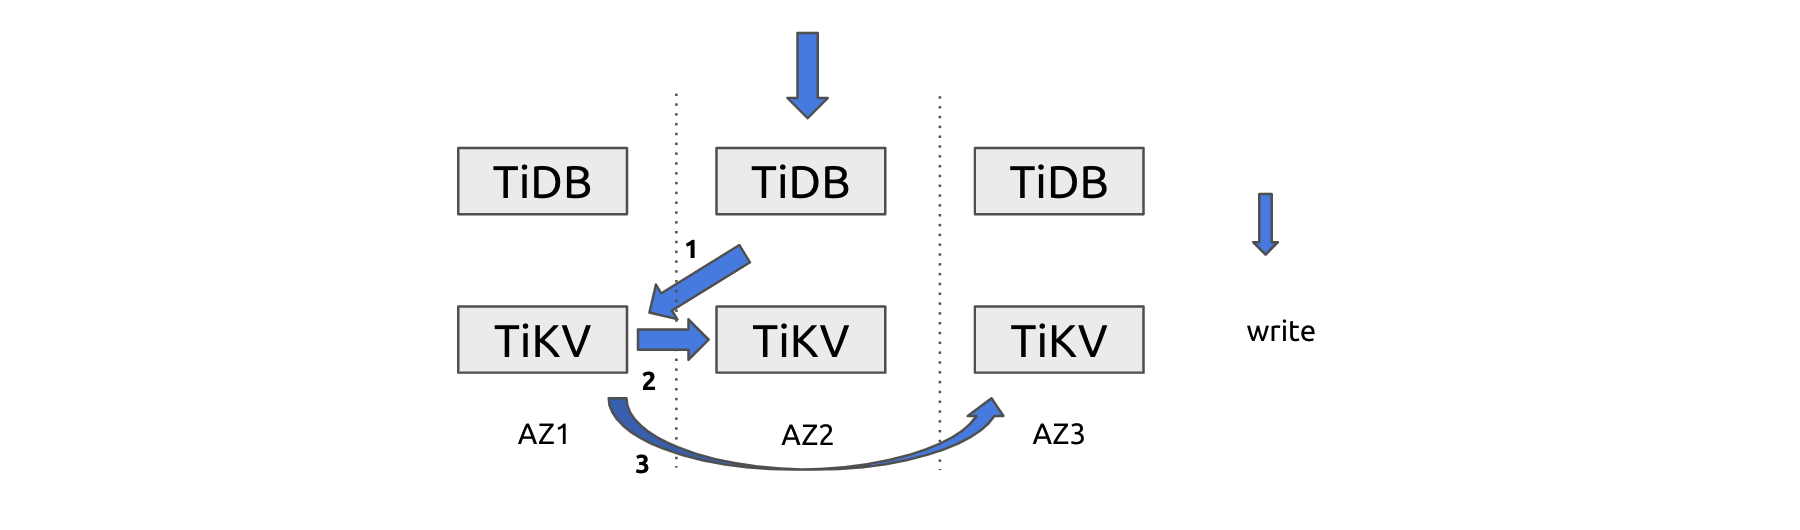 TiDB TiDB TiDB
1
TiKV TiKV TiKV
write
2
AZ1 AZ2 AZ3
3